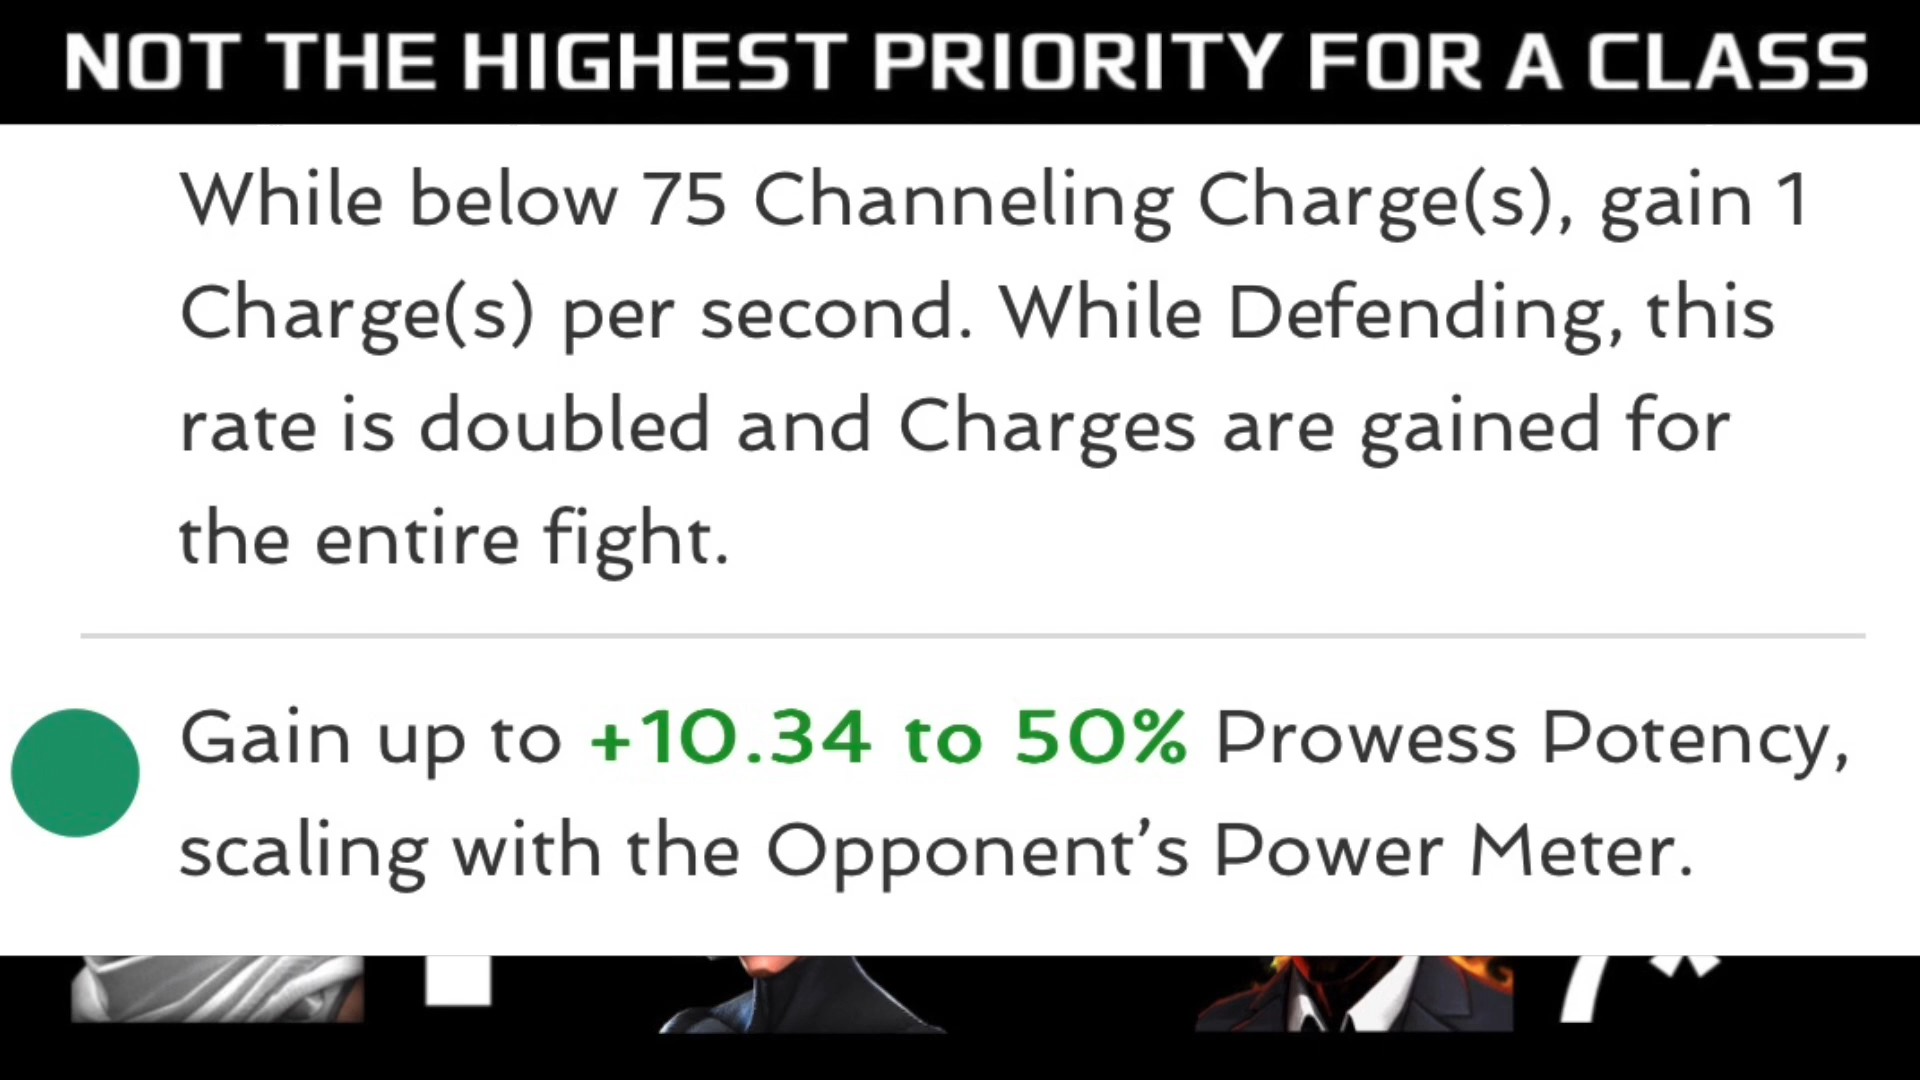 NOT THE HIGHEST PRIORITY FOR A CLASS
While below 75 Channeling Charge(s), gain 1
Charge(s) per second. While Defending, this
rate is doubled and Charges are gained for
the entire fight.
Gain up to +10.34 to 50% Prowess Potency,
scaling with the Opponent’s Power Meter.